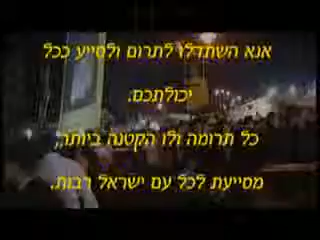 אנא השתדלו לתרום ולסייע ככל
יכולתכם.
כל תרומה ולו הקטנה ביותר,
מסייעת לכל עם ישראל רבות.